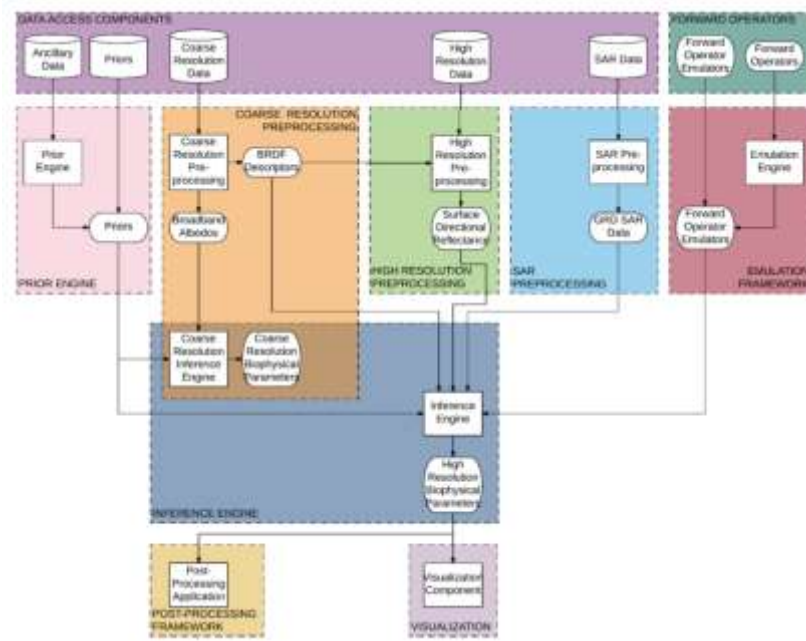 DATA ACCESS COMPONENTS
FORWARD OPERATORS
Ancillary
Data
Priors
Coarse
Resolution
Data
High
Resolution
Data
SAR Data
Forward
Operator
Emulators
Forward
Operators
COARSE RESOLUTION
PREPROCESSING
Prior
Engine
Coarse
Resolution
Pre-
processing
BRDF
Descriptors
High
Resolution
Pre-
processing
SAR Pre-
processing
Emulation
Engine
Priors
Broadband
Albedos
Surface
Directional
Reflectance
GRD SAR
Data
Forward
Operator
Emulators
PRIOR ENGINE
HIGH RESOLUTION
PREPROCESSING
SAR
PREPROCESSING
EMULATION
FRAMEWORK
Coarse
Resolution
Inference
Engine
Coarse
Resolution
Biophysical
Parameters
Inference
Engine
High
Resolution
Biophysical
Parameters
INFERENCE ENGINE
Post-
Processing
Application
Visualization
Component
POST-PROCESSING
FRAMEWORK
VISUALIZATION